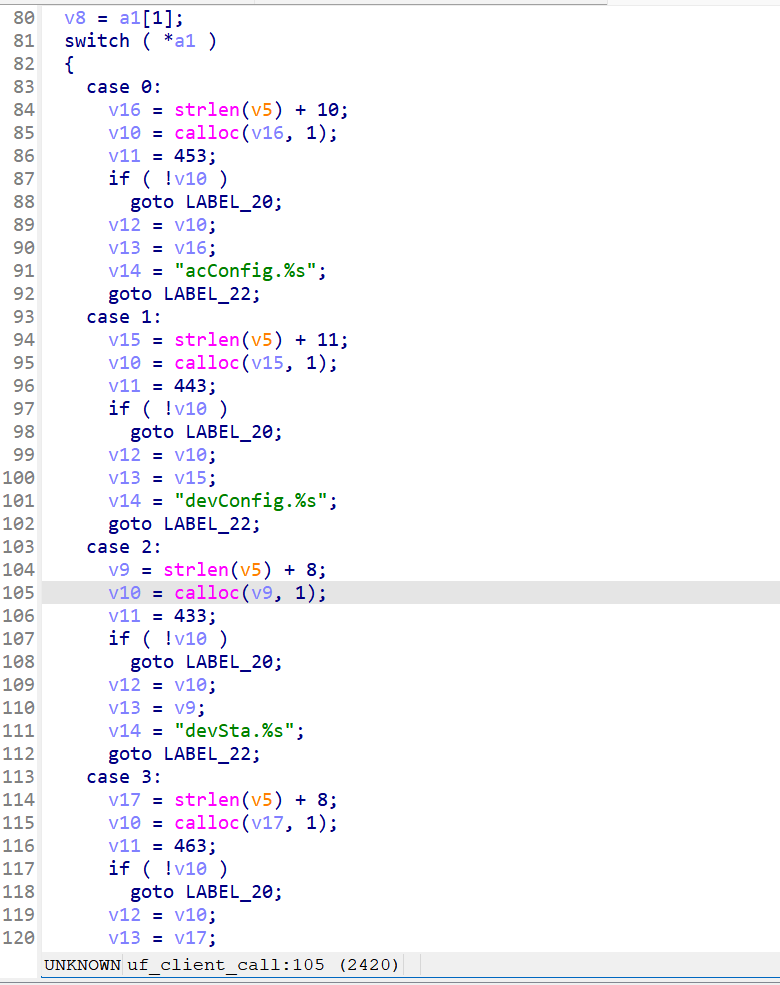 80 v8 = a1[1];
81 switch ( *a1 )
82 {
83 case 0:
84 v16 = strlen(v5) + 10;
85 v10 = calloc(v16, 1);
86 v11 = 453;
87 if ( !v10 )
88 goto LABEL_20;
89 v12 = v10;
90 v13 = v16;
91 v14 = "acConfig.%s";
92 goto LABEL_22;
93 case 1:
94 v15 = strlen(v5) + 11;
95 v10 = calloc(v15, 1);
96 v11 = 443;
97 if ( !v10 )
98 goto LABEL_20;
99 v12 = v10;
100 v13 = v15;
101 v14 = "devConfig.%s";
102 goto LABEL_22;
103 case 2:
104 v9 = strlen(v5) + 8;
105 v10 = calloc(v9, 1);
106 v11 = 433;
107 if ( !v10 )
108 goto LABEL_20;
109 v12 = v10;
110 v13 = v9;
111 v14 = "devSta.%s";
112 goto LABEL_22;
113 case 3:
114 v17 = strlen(v5) + 8;
115 v10 = calloc(v17, 1);
116 v11 = 463;
117 if ( !v10 )
118 goto LABEL_20;
119 v12 = v10;
120 v13 = v17;
UNKNOWN uf_client_call:105 (2420)